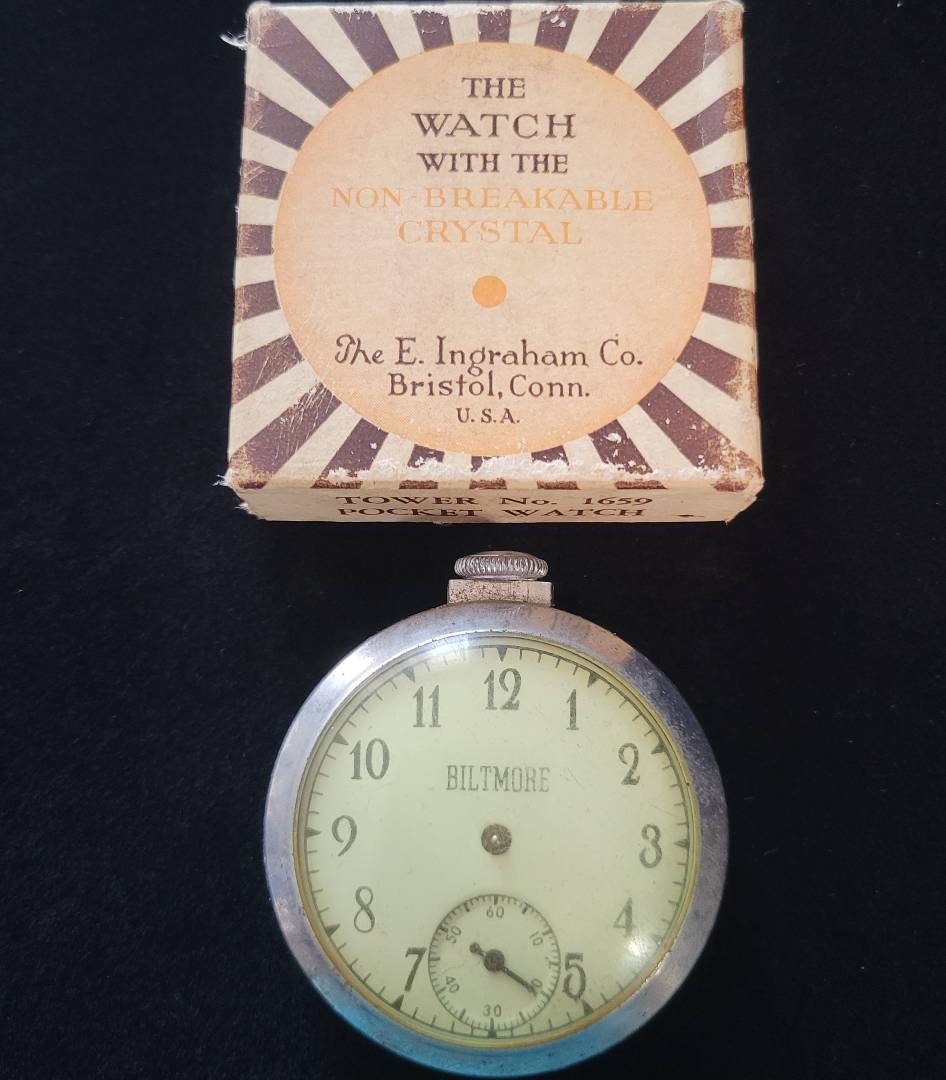 THE
WATCH
WITH THE
NON-BREAKABLE
CRYSTAL
The E. Ingraham Co.
Bristol, Conn.
U.S.A.
TOWER No. 1659
POCKET WATCH
12
11 1
10 2
BILTMORE
9 3
8 4
7 5
60
50 10
40 20
30